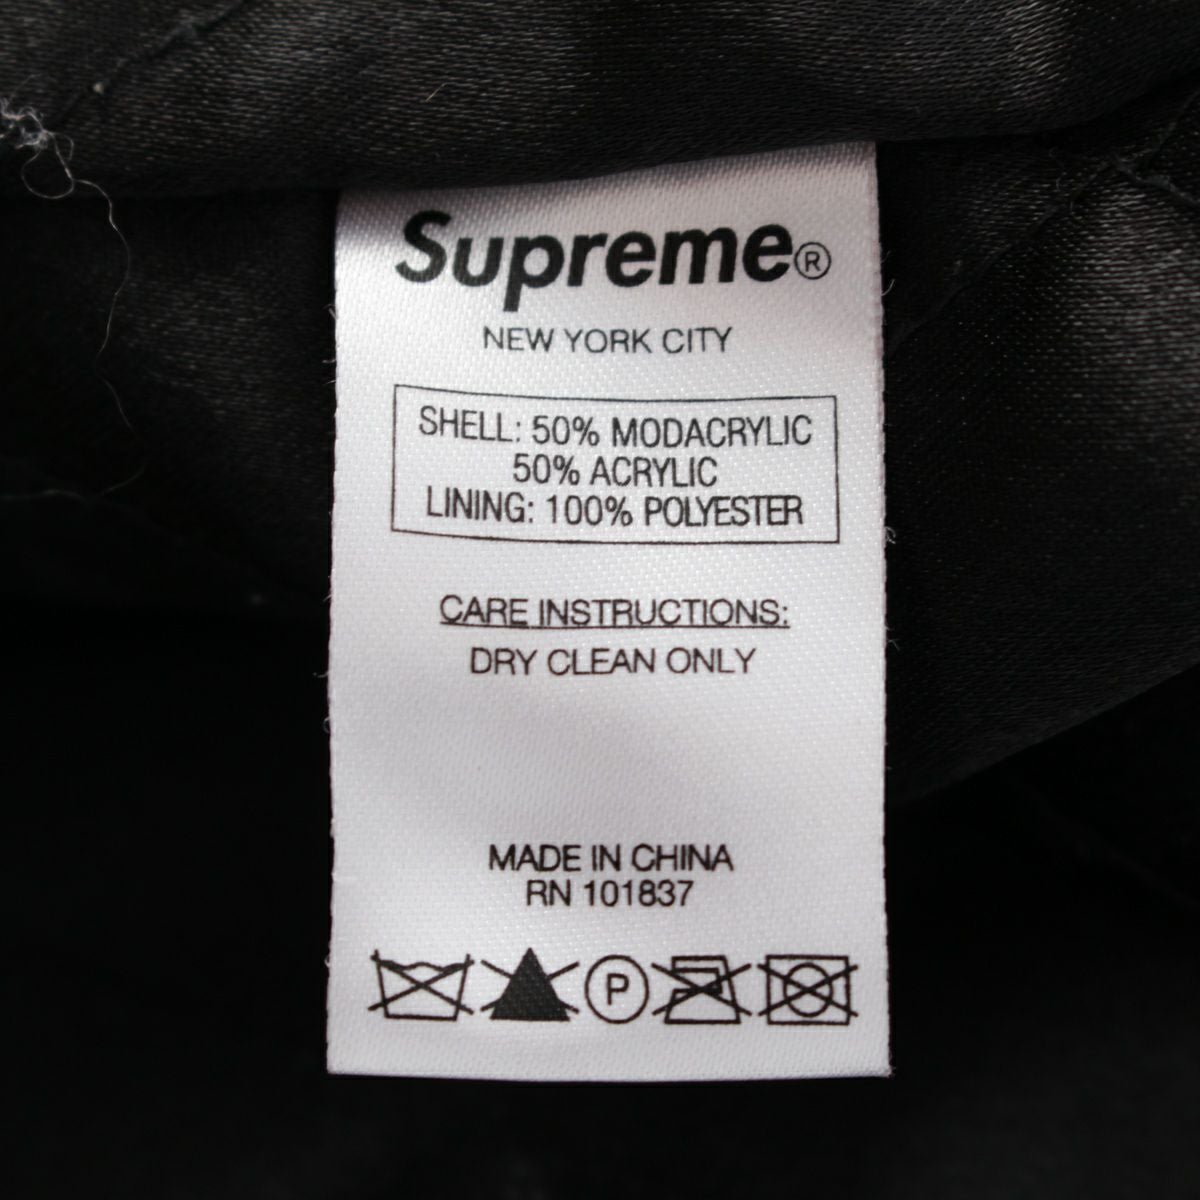 Supreme®
NEW YORK CITY
SHELL: 50% MODACRYLIC
50% ACRYLIC
LINING: 100% POLYESTER
CARE INSTRUCTIONS:
DRY CLEAN ONLY
MADE IN CHINA
RN 101837
P